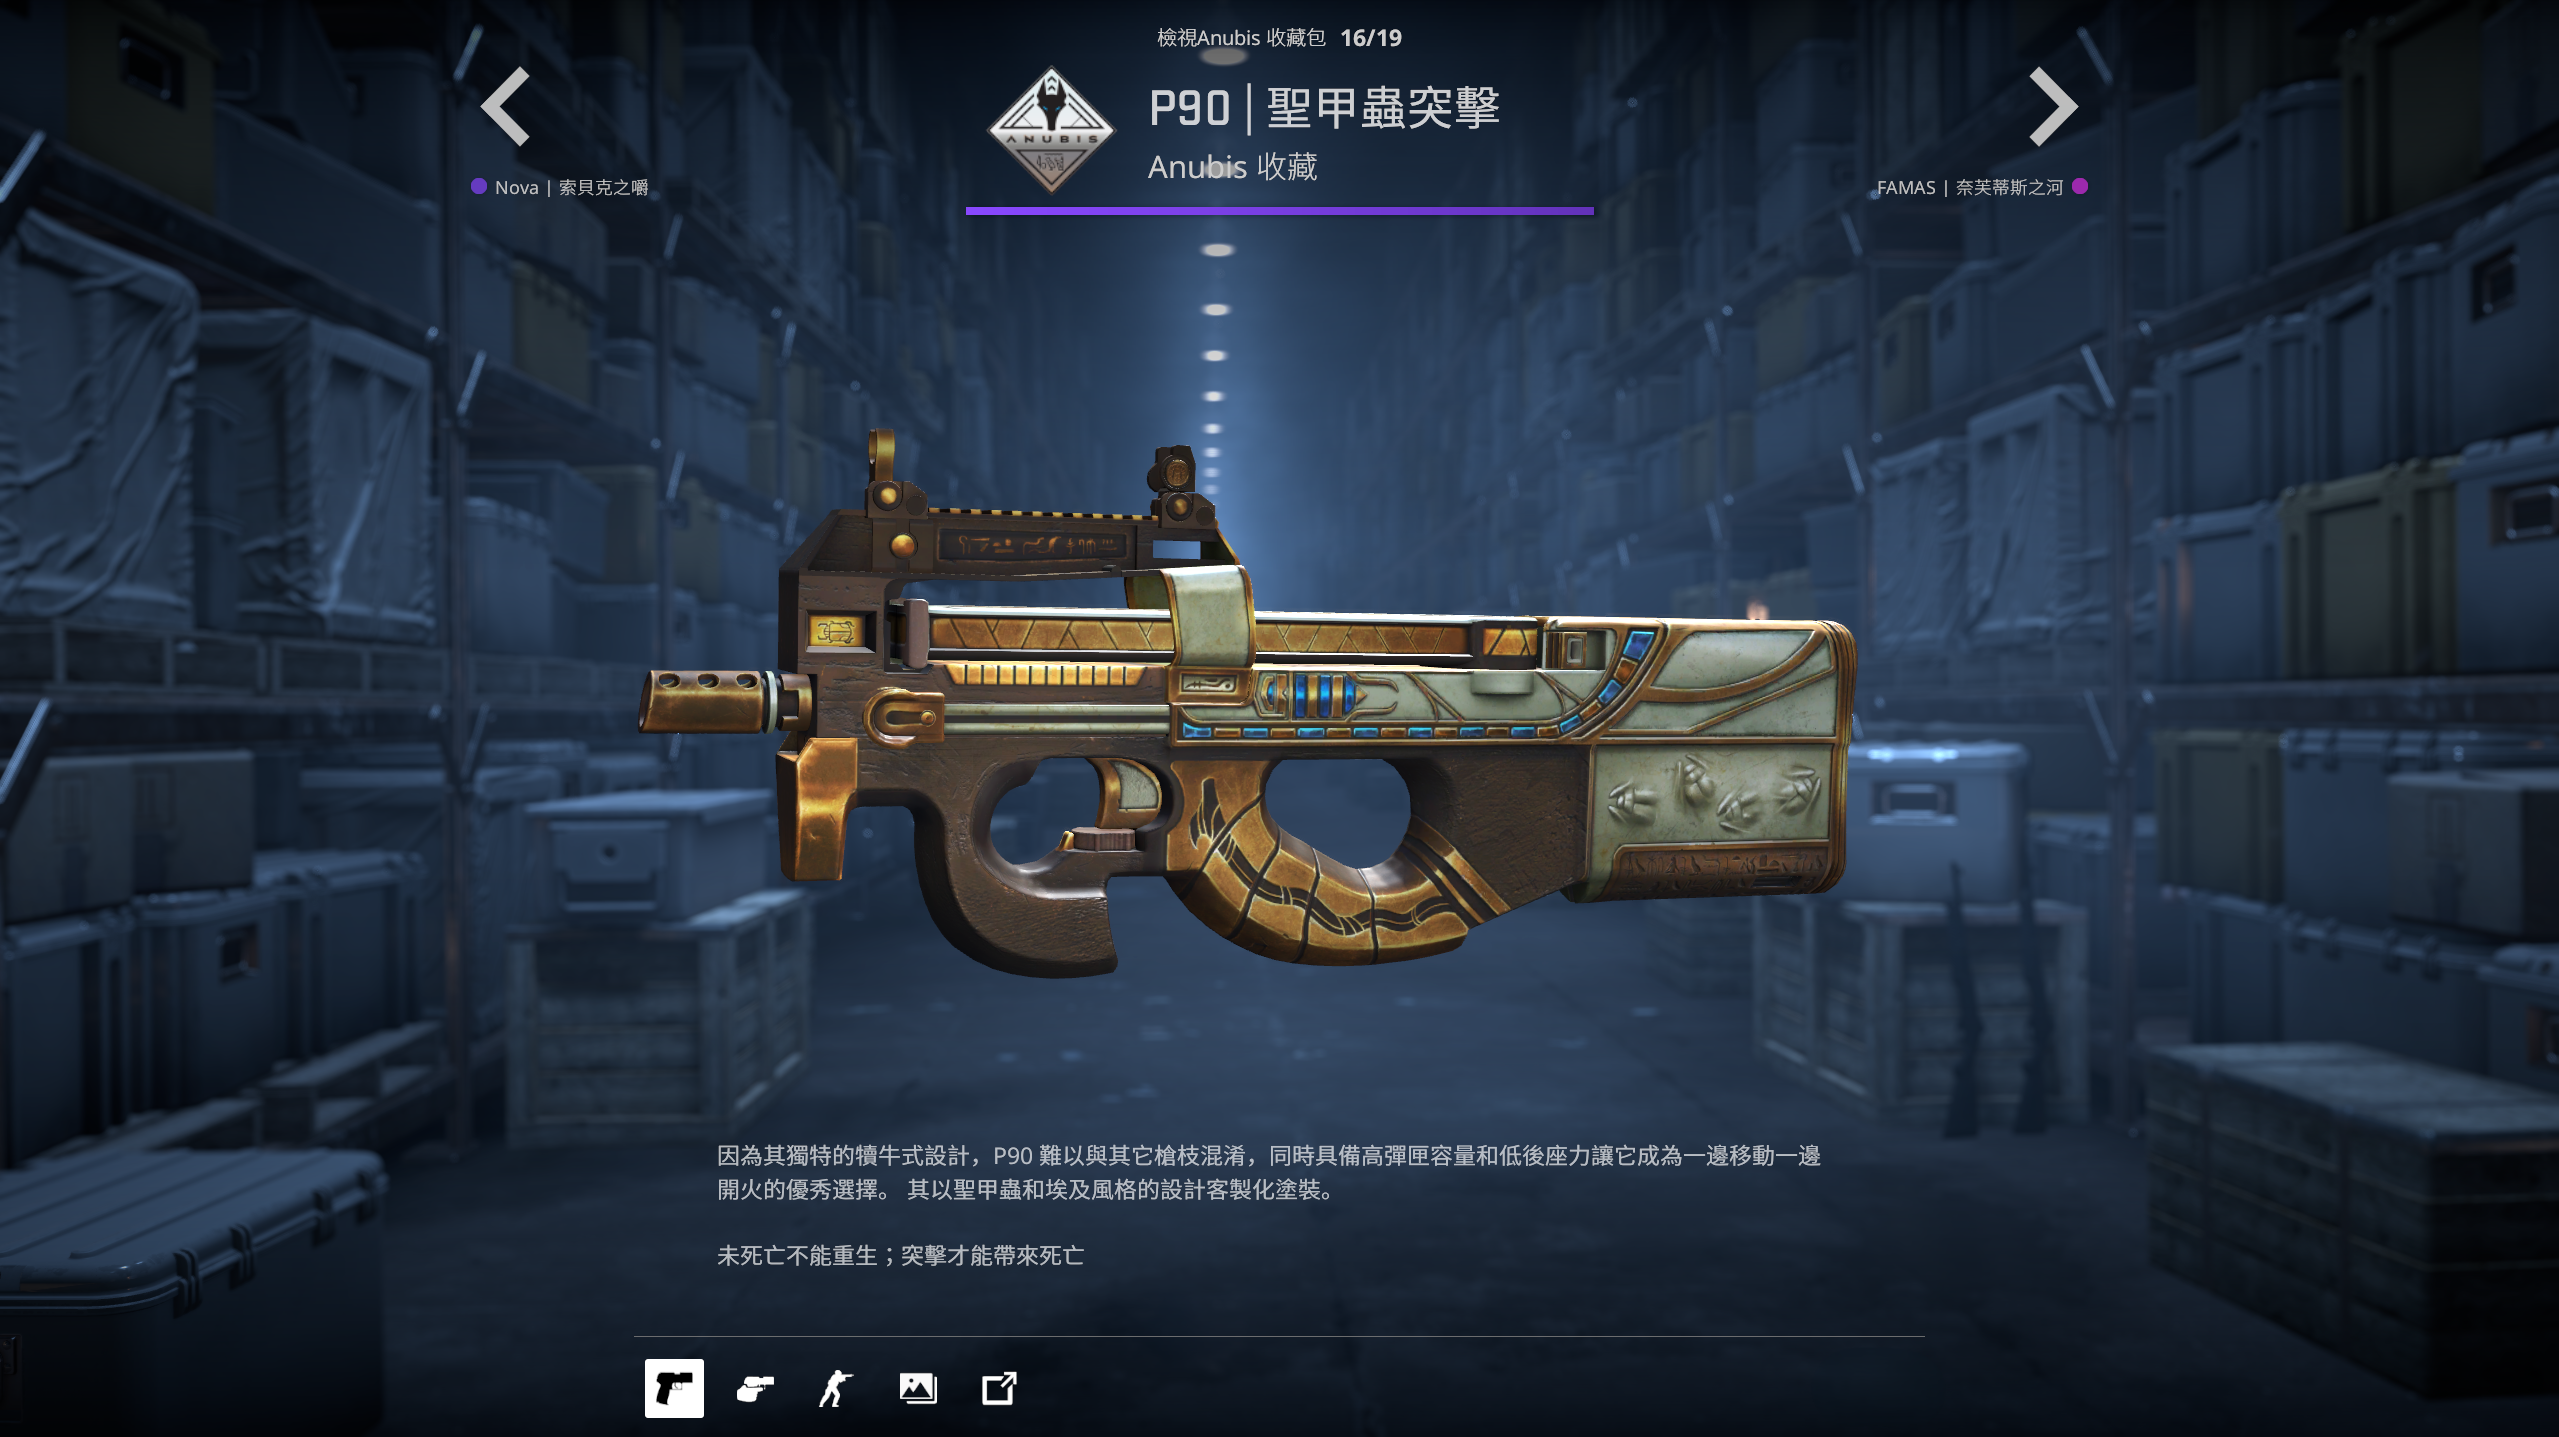 檢視Anubis 收藏包 16/19
P90 | 聖甲蟲突擊
Anubis 收藏
ANUBIS
Nova | 索貝克之嚼
FAMAS | 奈芙蒂斯之河
因為其獨特的犢牛式設計，P90 難以與其它槍枝混淆，同時具備高彈匣容量和低後座力讓它成為一邊移動一邊
開火的優秀選擇。 其以聖甲蟲和埃及風格的設計客製化塗裝。
未死亡不能重生；突擊才能帶來死亡